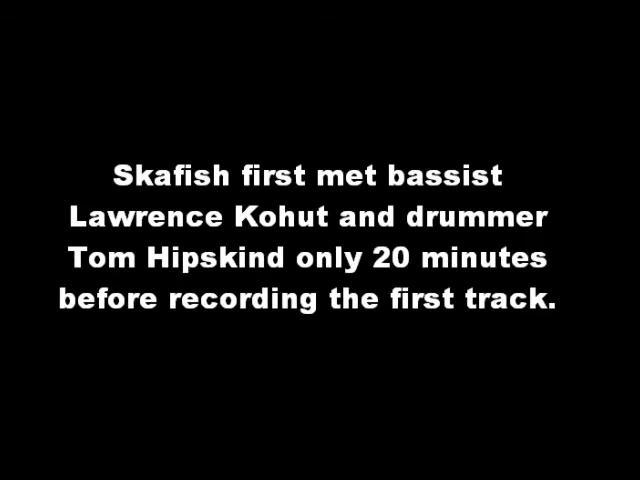 Skafish first met bassist
Lawrence Kohut and drummer
Tom Hipskind only 20 minutes
before recording the first track.